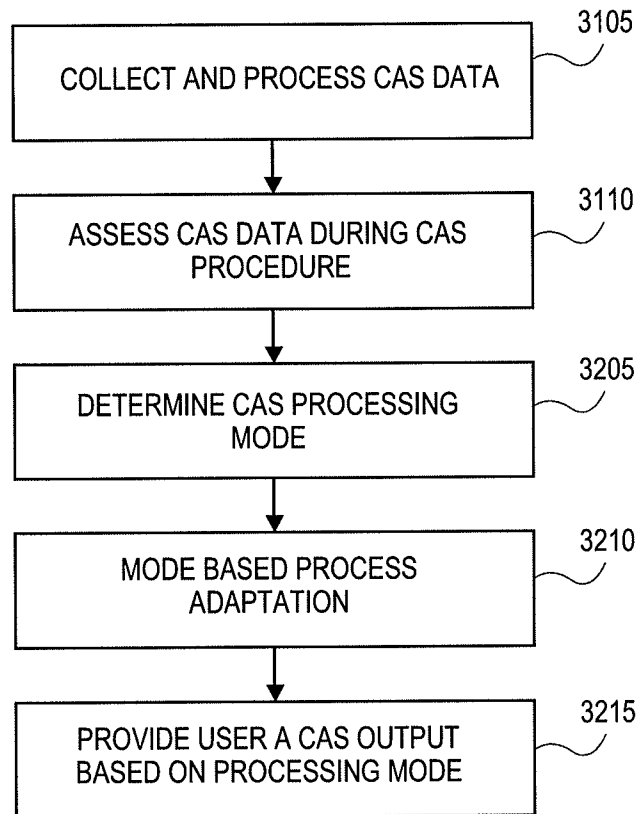 3105
COLLECT AND PROCESS CAS DATA
3110
ASSESS CAS DATA DURING CAS
PROCEDURE
3205
DETERMINE CAS PROCESSING
MODE
3210
MODE BASED PROCESS
ADAPTATION
3215
PROVIDE USER A CAS OUTPUT
BASED ON PROCESSING MODE